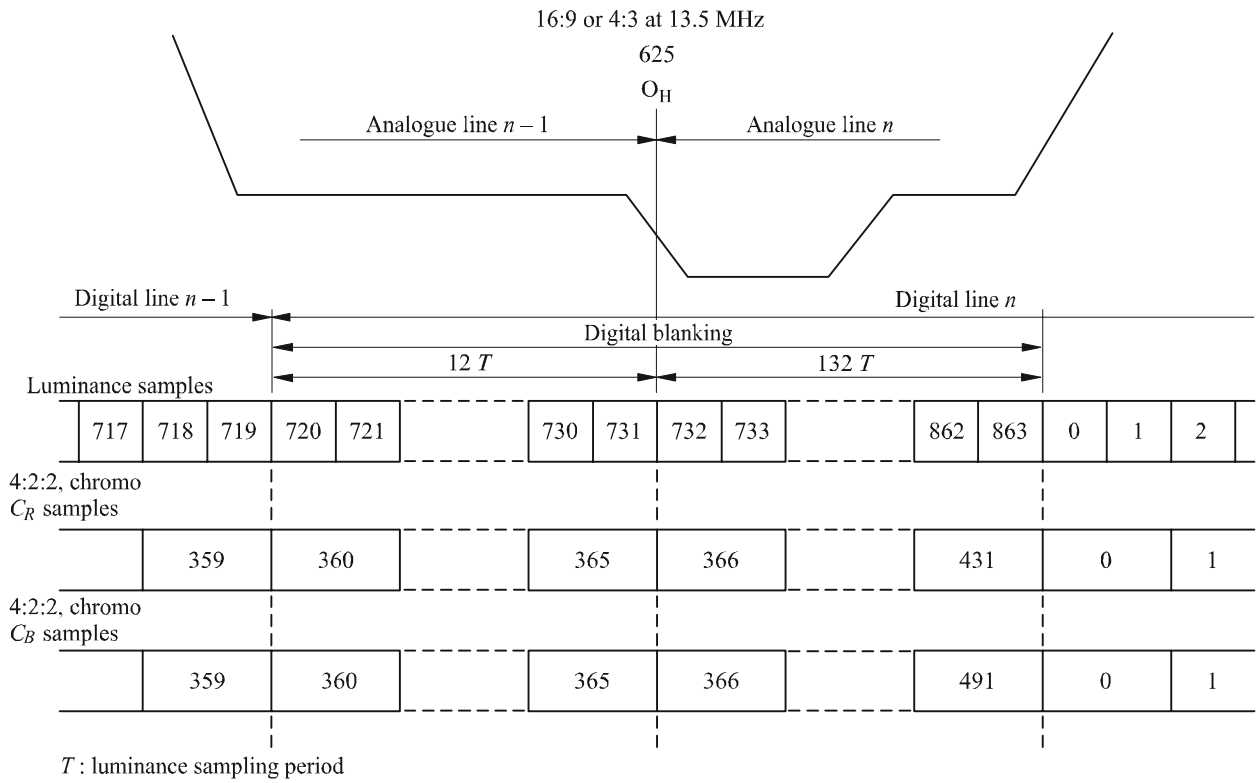 16:9 or 4:3 at 13.5 MHz
625
O_H
Analogue line n – 1
Analogue line n
Digital line n – 1
Digital line n
Digital blanking
12 T
132 T
Luminance samples
717 718 719 720 721 730 731 732 733 862 863 0 1 2
4:2:2, chromo
C_R samples
359 360 365 366 431 0 1
4:2:2, chromo
C_B samples
359 360 365 366 491 0 1
T : luminance sampling period